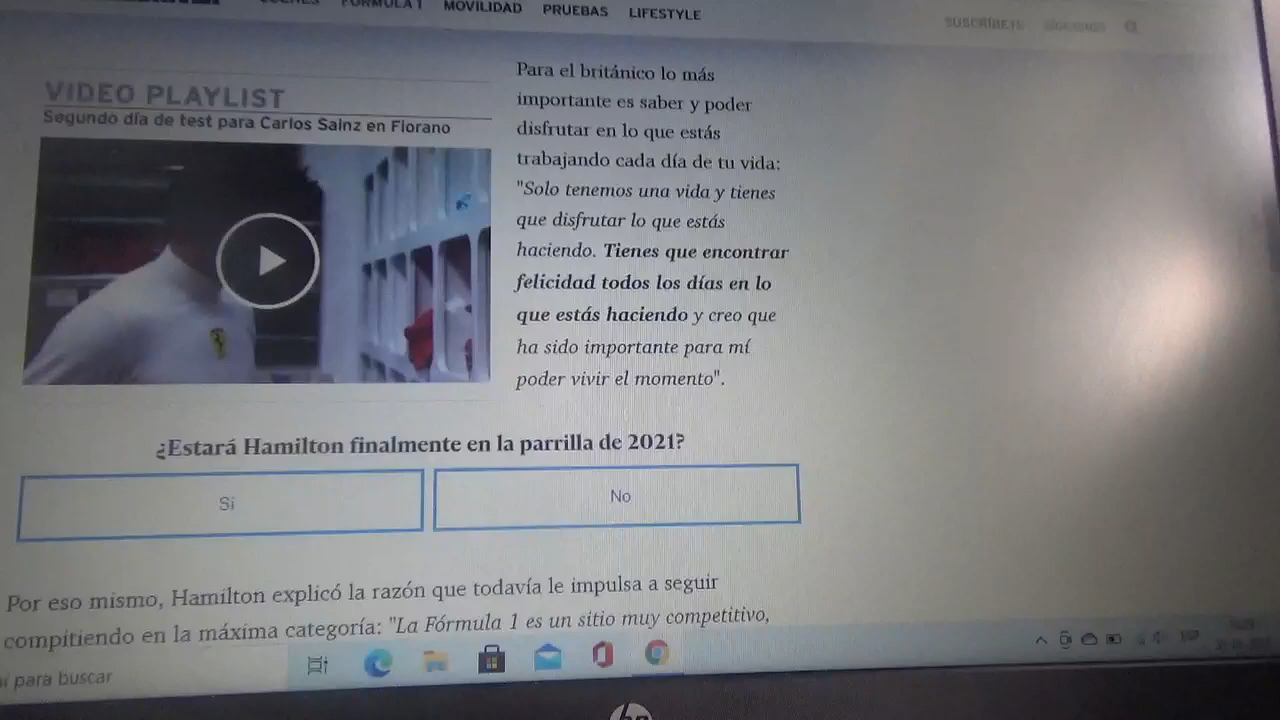 FÓRMULA 1 MOVILIDAD PRUEBAS LIFESTYLE
SUSCRÍBETE
VIDEO PLAYLIST
Segundo día de test para Carlos Sainz en Fiorano
Para el británico lo más
importante es saber y poder
disfrutar en lo que estás
trabajando cada día de tu vida:
"Solo tenemos una vida y tienes
que disfrutar lo que estás
haciendo. Tienes que encontrar
felicidad todos los días en lo
que estás haciendo y creo que
ha sido importante para mí
poder vivir el momento".
¿Estará Hamilton finalmente en la parrilla de 2021?
Sí
No
Por eso mismo, Hamilton explicó la razón que todavía le impulsa a seguir
compitiendo en la máxima categoría: "La Fórmula 1 es un sitio muy competitivo,
para buscar
ESP
hp